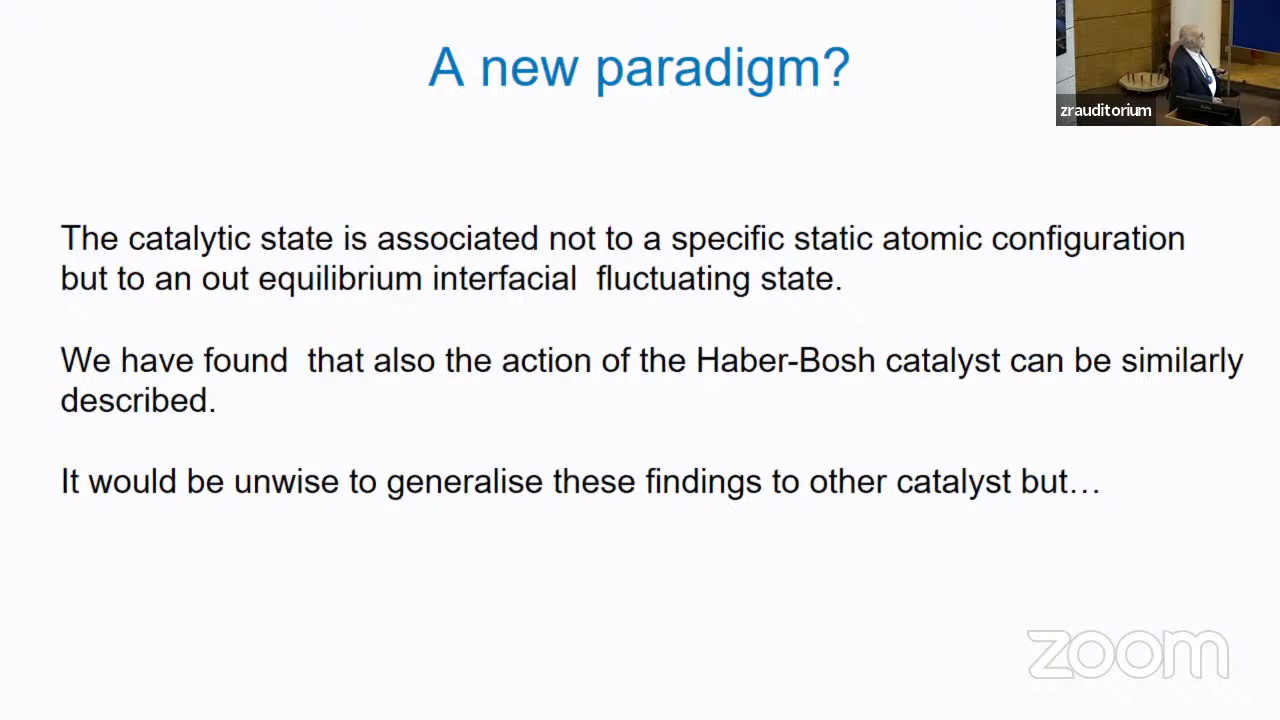 A new paradigm?
zrauditorium
The catalytic state is associated not to a specific static atomic configuration
but to an out equilibrium interfacial fluctuating state.
We have found that also the action of the Haber-Bosh catalyst can be similarly
described.
It would be unwise to generalise these findings to other catalyst but…
zoom